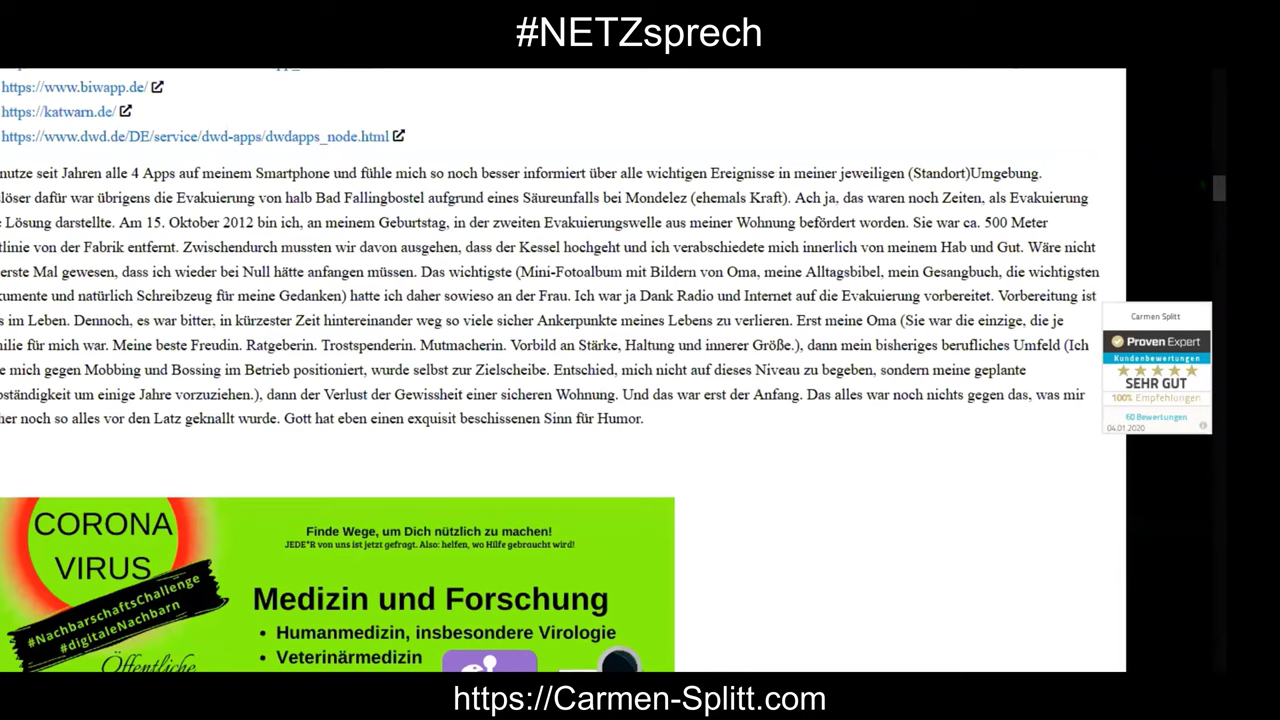 #NETZsprech
https://www.biwapp.de/
https://katwarn.de/
https://www.dwd.de/DE/service/dwd-apps/dwdapps_node.html
nutze seit Jahren alle 4 Apps auf meinem Smartphone und fühle mich so noch besser informiert über alle wichtigen Ereignisse in meiner jeweiligen (Standort)Umgebung.
löser dafür war übrigens die Evakuierung von halb Bad Fallingbostel aufgrund eines Säureunfalls bei Mondelez (ehemals Kraft). Ach ja, das waren noch Zeiten, als Evakuierung
e Lösung darstellte. Am 15. Oktober 2012 bin ich, an meinem Geburtstag, in der zweiten Evakuierungswelle aus meiner Wohnung befördert worden. Sie war ca. 500 Meter
tlinie von der Fabrik entfernt. Zwischendurch mussten wir davon ausgehen, dass der Kessel hochgeht und ich verabschiedete mich innerlich von meinem Hab und Gut. Wäre nicht
erste Mal gewesen, dass ich wieder bei Null hätte anfangen müssen. Das wichtigste (Mini-Fotoalbum mit Bildern von Oma, meine Alltagsbibel, mein Gesangbuch, die wichtigsten
kumente und natürlich Schreibzeug für meine Gedanken) hatte ich daher sowieso an der Frau. Ich war ja Dank Radio und Internet auf die Evakuierung vorbereitet. Vorbereitung ist
s im Leben. Dennoch, es war bitter, in kürzester Zeit hintereinander weg so viele sicher Ankerpunkte meines Lebens zu verlieren. Erst meine Oma (Sie war die einzige, die je
ilie für mich war. Meine beste Freudin. Ratgeberin. Trostspenderin. Mutmacherin. Vorbild an Stärke, Haltung und innerer Größe.), dann mein bisheriges berufliches Umfeld (Ich
e mich gegen Mobbing und Bossing im Betrieb positioniert, wurde selbst zur Zielscheibe. Entschied, mich nicht auf dieses Niveau zu begeben, sondern meine geplante
ständigkeit um einige Jahre vorzuziehen.), dann der Verlust der Gewissheit einer sicheren Wohnung. Und das war erst der Anfang. Das alles war noch nichts gegen das, was mir
her noch so alles vor den Latz geknallt wurde. Gott hat eben einen exquisit beschissenen Sinn für Humor.
Carmen Splitt
Proven Expert
Kundenbewertungen
SEHR GUT
100% Empfehlungen
60 Bewertungen
04.01.2020
CORONA
VIRUS
#NachbarschaftsChallenge
#digitaleNachbarn
Öffentliche
Finde Wege, um Dich nützlich zu machen!
JEDE*R von uns ist jetzt gefragt. Also: helfen, wo Hilfe gebraucht wird!
Medizin und Forschung
• Humanmedizin, insbesondere Virologie
• Veterinärmedizin
https://Carmen-Splitt.com